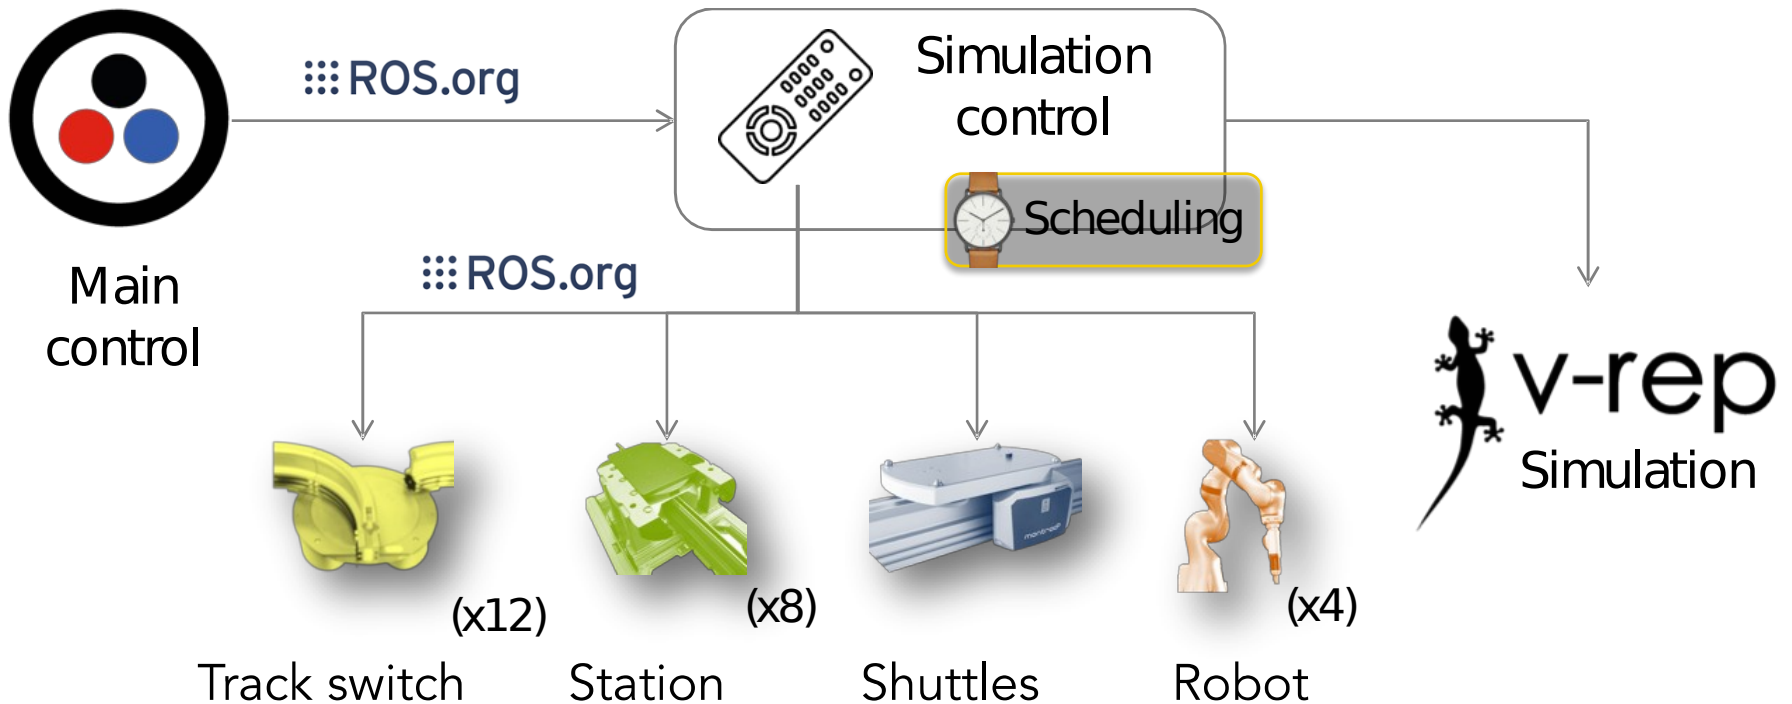 ROS.org
Simulation
control
Scheduling
Main
control
ROS.org
v-rep
Simulation
montrac
(x12)
(x8)
(x4)
Track switch
Station
Shuttles
Robot